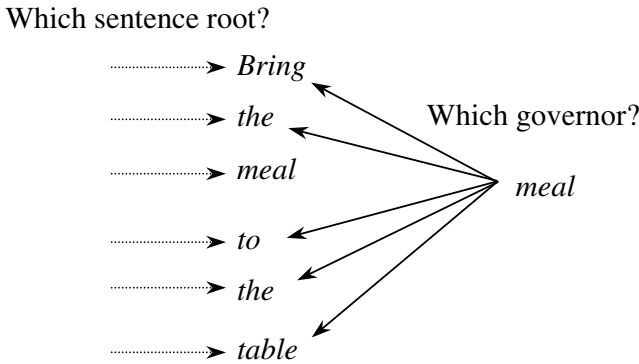 Which sentence root?
Bring
the
Which governor?
meal
meal
to
the
table